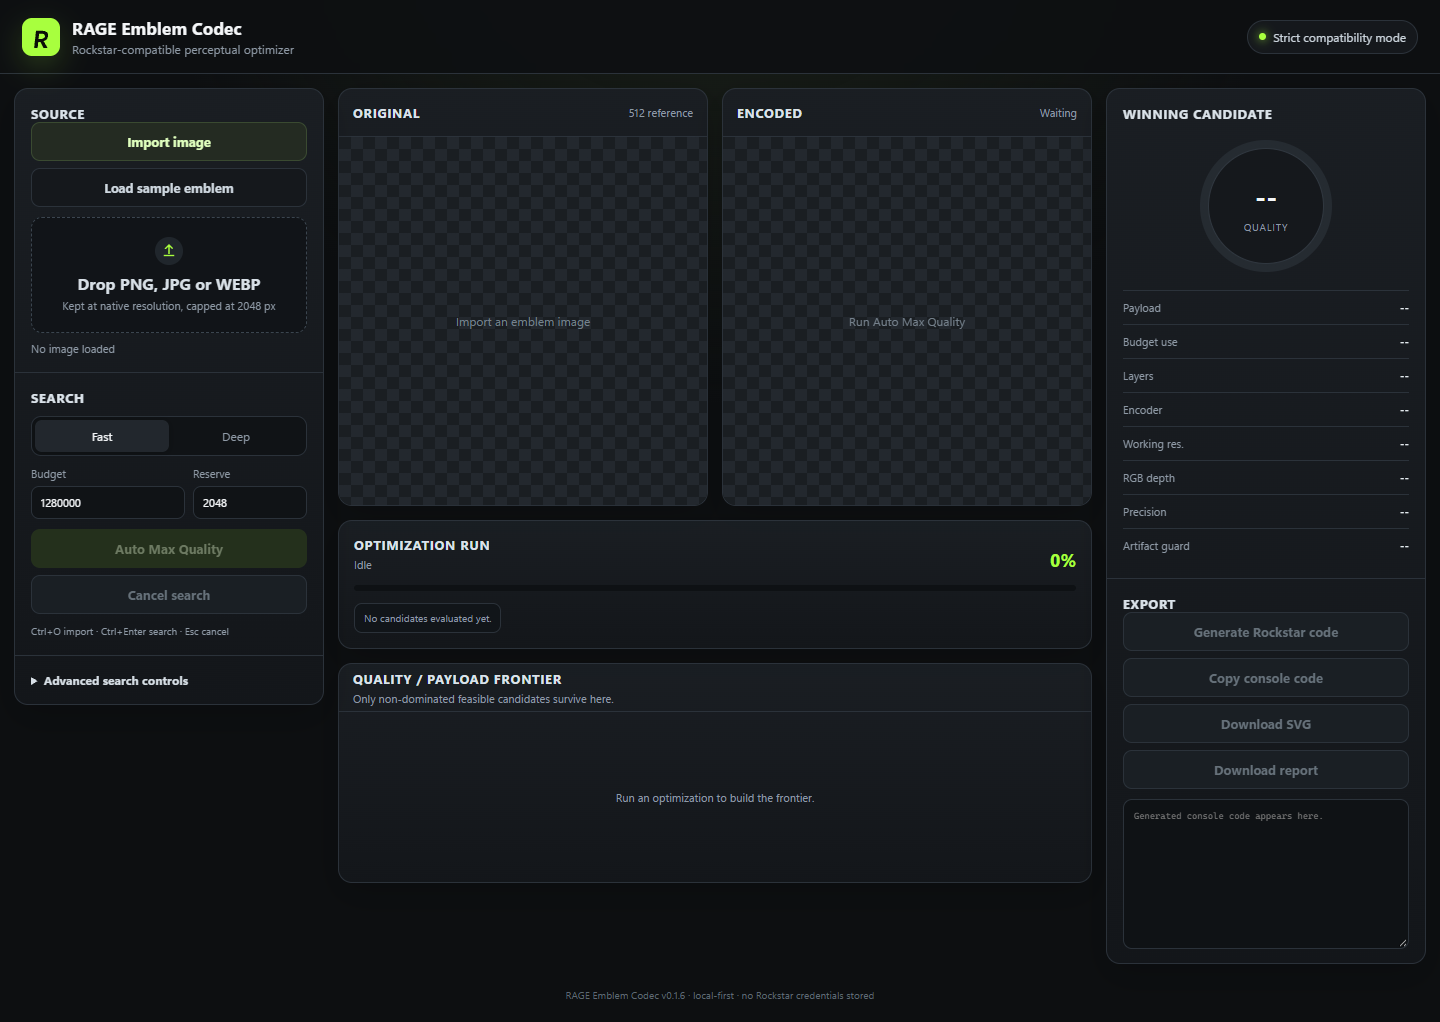 R
RAGE Emblem Codec
Rockstar-compatible perceptual optimizer
Strict compatibility mode
SOURCE
Import image
Load sample emblem
Drop PNG, JPG or WEBP
Kept at native resolution, capped at 2048 px
No image loaded
SEARCH
Fast
Deep
Budget
Reserve
1280000
2048
Auto Max Quality
Cancel search
Ctrl+O import · Ctrl+Enter search · Esc cancel
Advanced search controls
ORIGINAL
512 reference
Import an emblem image
ENCODED
Waiting
Run Auto Max Quality
OPTIMIZATION RUN
Idle
0%
No candidates evaluated yet.
QUALITY / PAYLOAD FRONTIER
Only non-dominated feasible candidates survive here.
Run an optimization to build the frontier.
WINNING CANDIDATE
--
QUALITY
Payload --
Budget use --
Layers --
Encoder --
Working res. --
RGB depth --
Precision --
Artifact guard --
EXPORT
Generate Rockstar code
Copy console code
Download SVG
Download report
Generated console code appears here.
RAGE Emblem Codec v0.1.6 · local-first · no Rockstar credentials stored